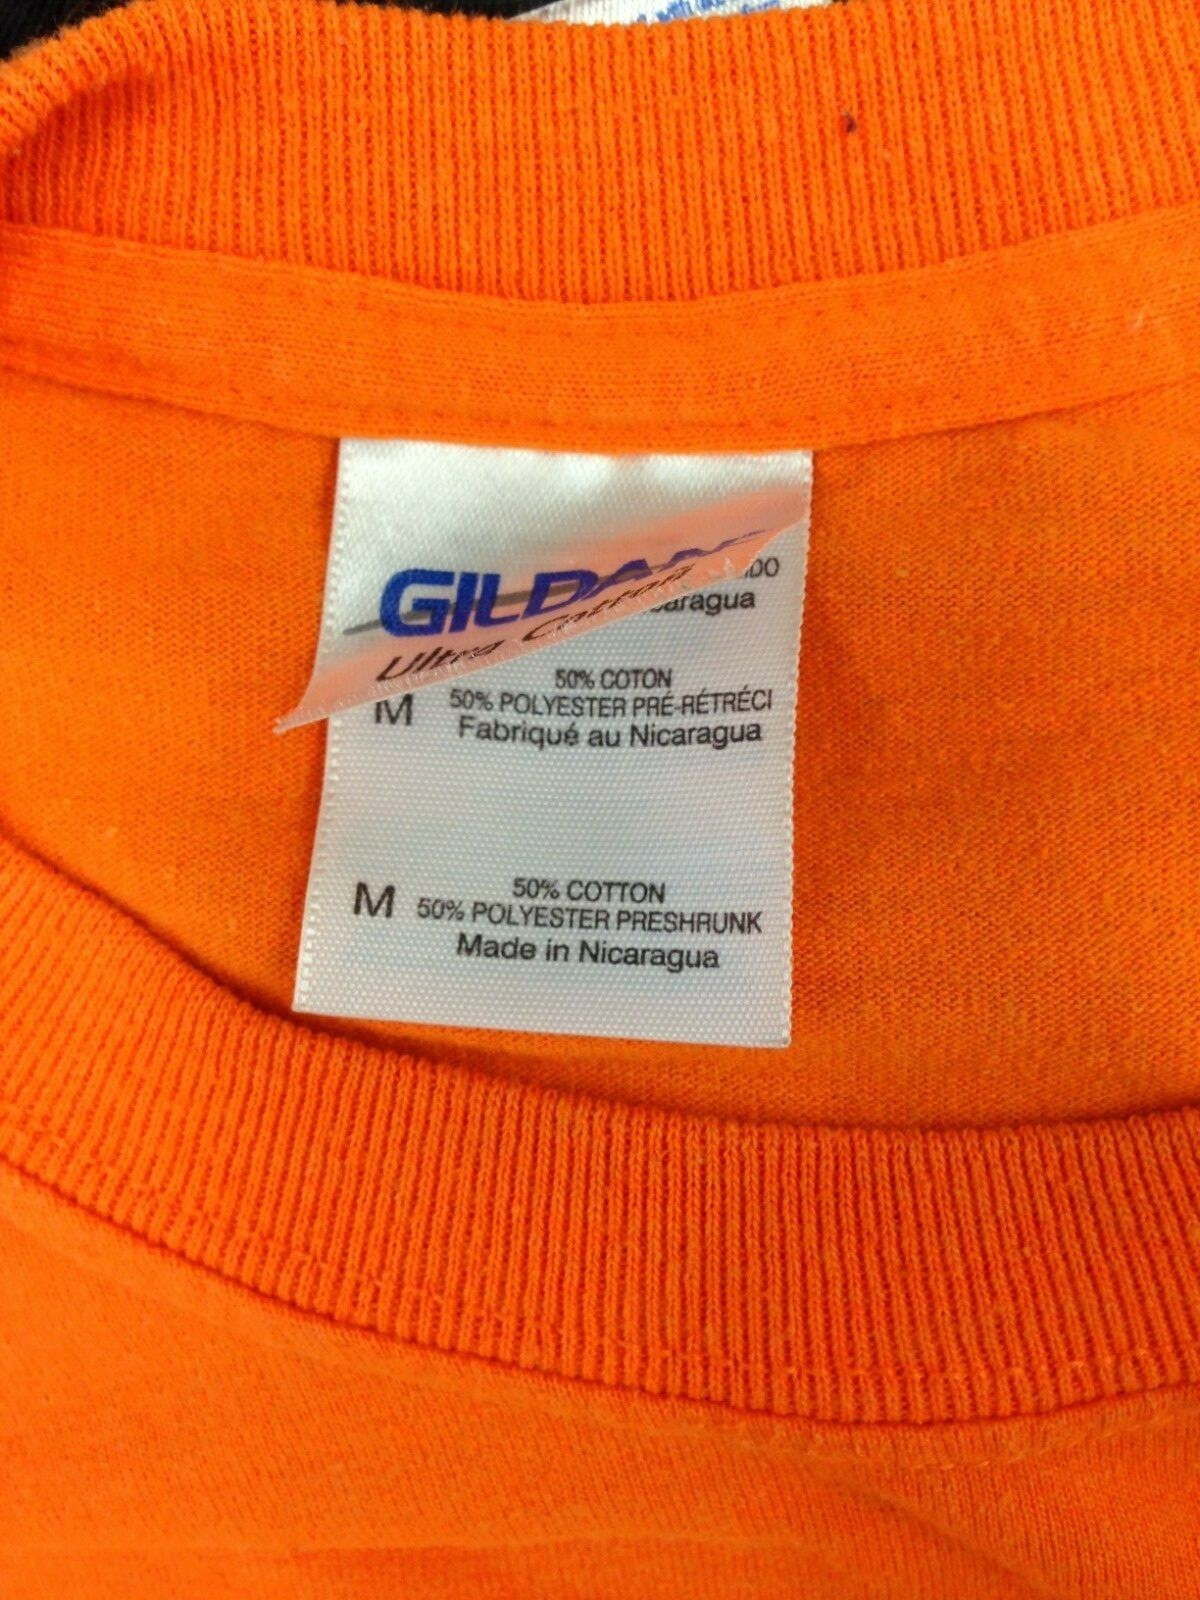 GILDAN
Ultra Cotton
50% COTON
M 50% POLYESTER PRÉ-RÉTRÉCI
Fabriqué au Nicaragua
50% COTTON
M 50% POLYESTER PRESHRUNK
Made in Nicaragua